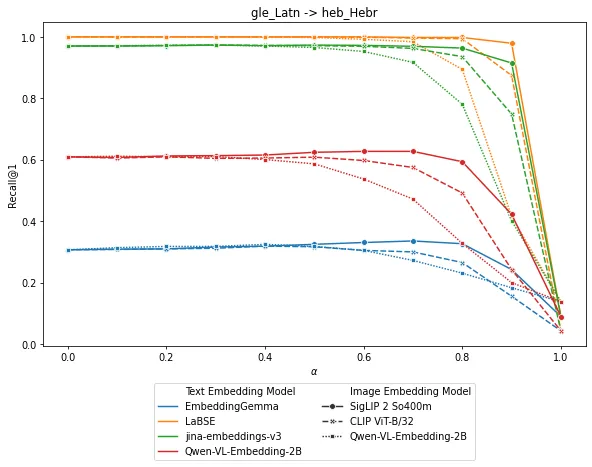 gle_Latn -> heb_Hebr
Recall@1
1.0
0.8
0.6
0.4
0.2
0.0
0.0 0.2 0.4 0.6 0.8 1.0
α
Text Embedding Model
EmbeddingGemma
LaBSE
jina-embeddings-v3
Qwen-VL-Embedding-2B
Image Embedding Model
SigLIP 2 So400m
CLIP ViT-B/32
Qwen-VL-Embedding-2B